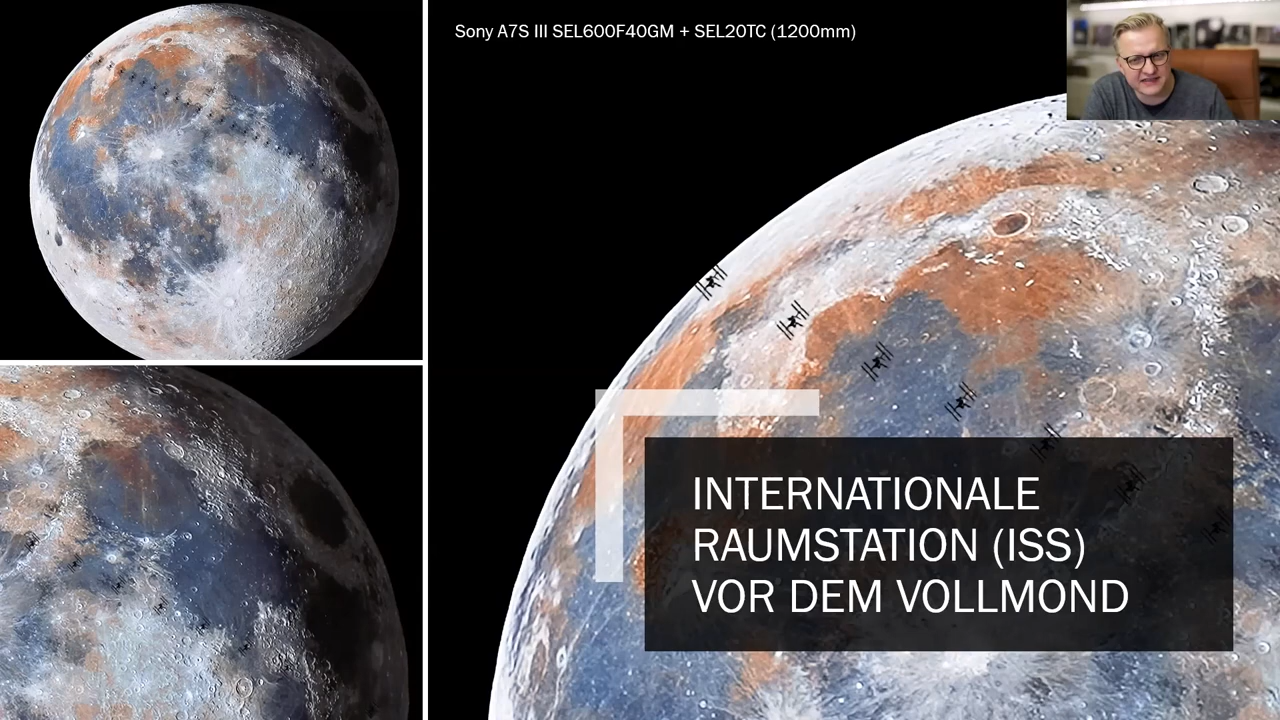 Sony A7S III SEL600F40GM + SEL20TC (1200mm)
INTERNATIONALE
RAUMSTATION (ISS)
VOR DEM VOLLMOND